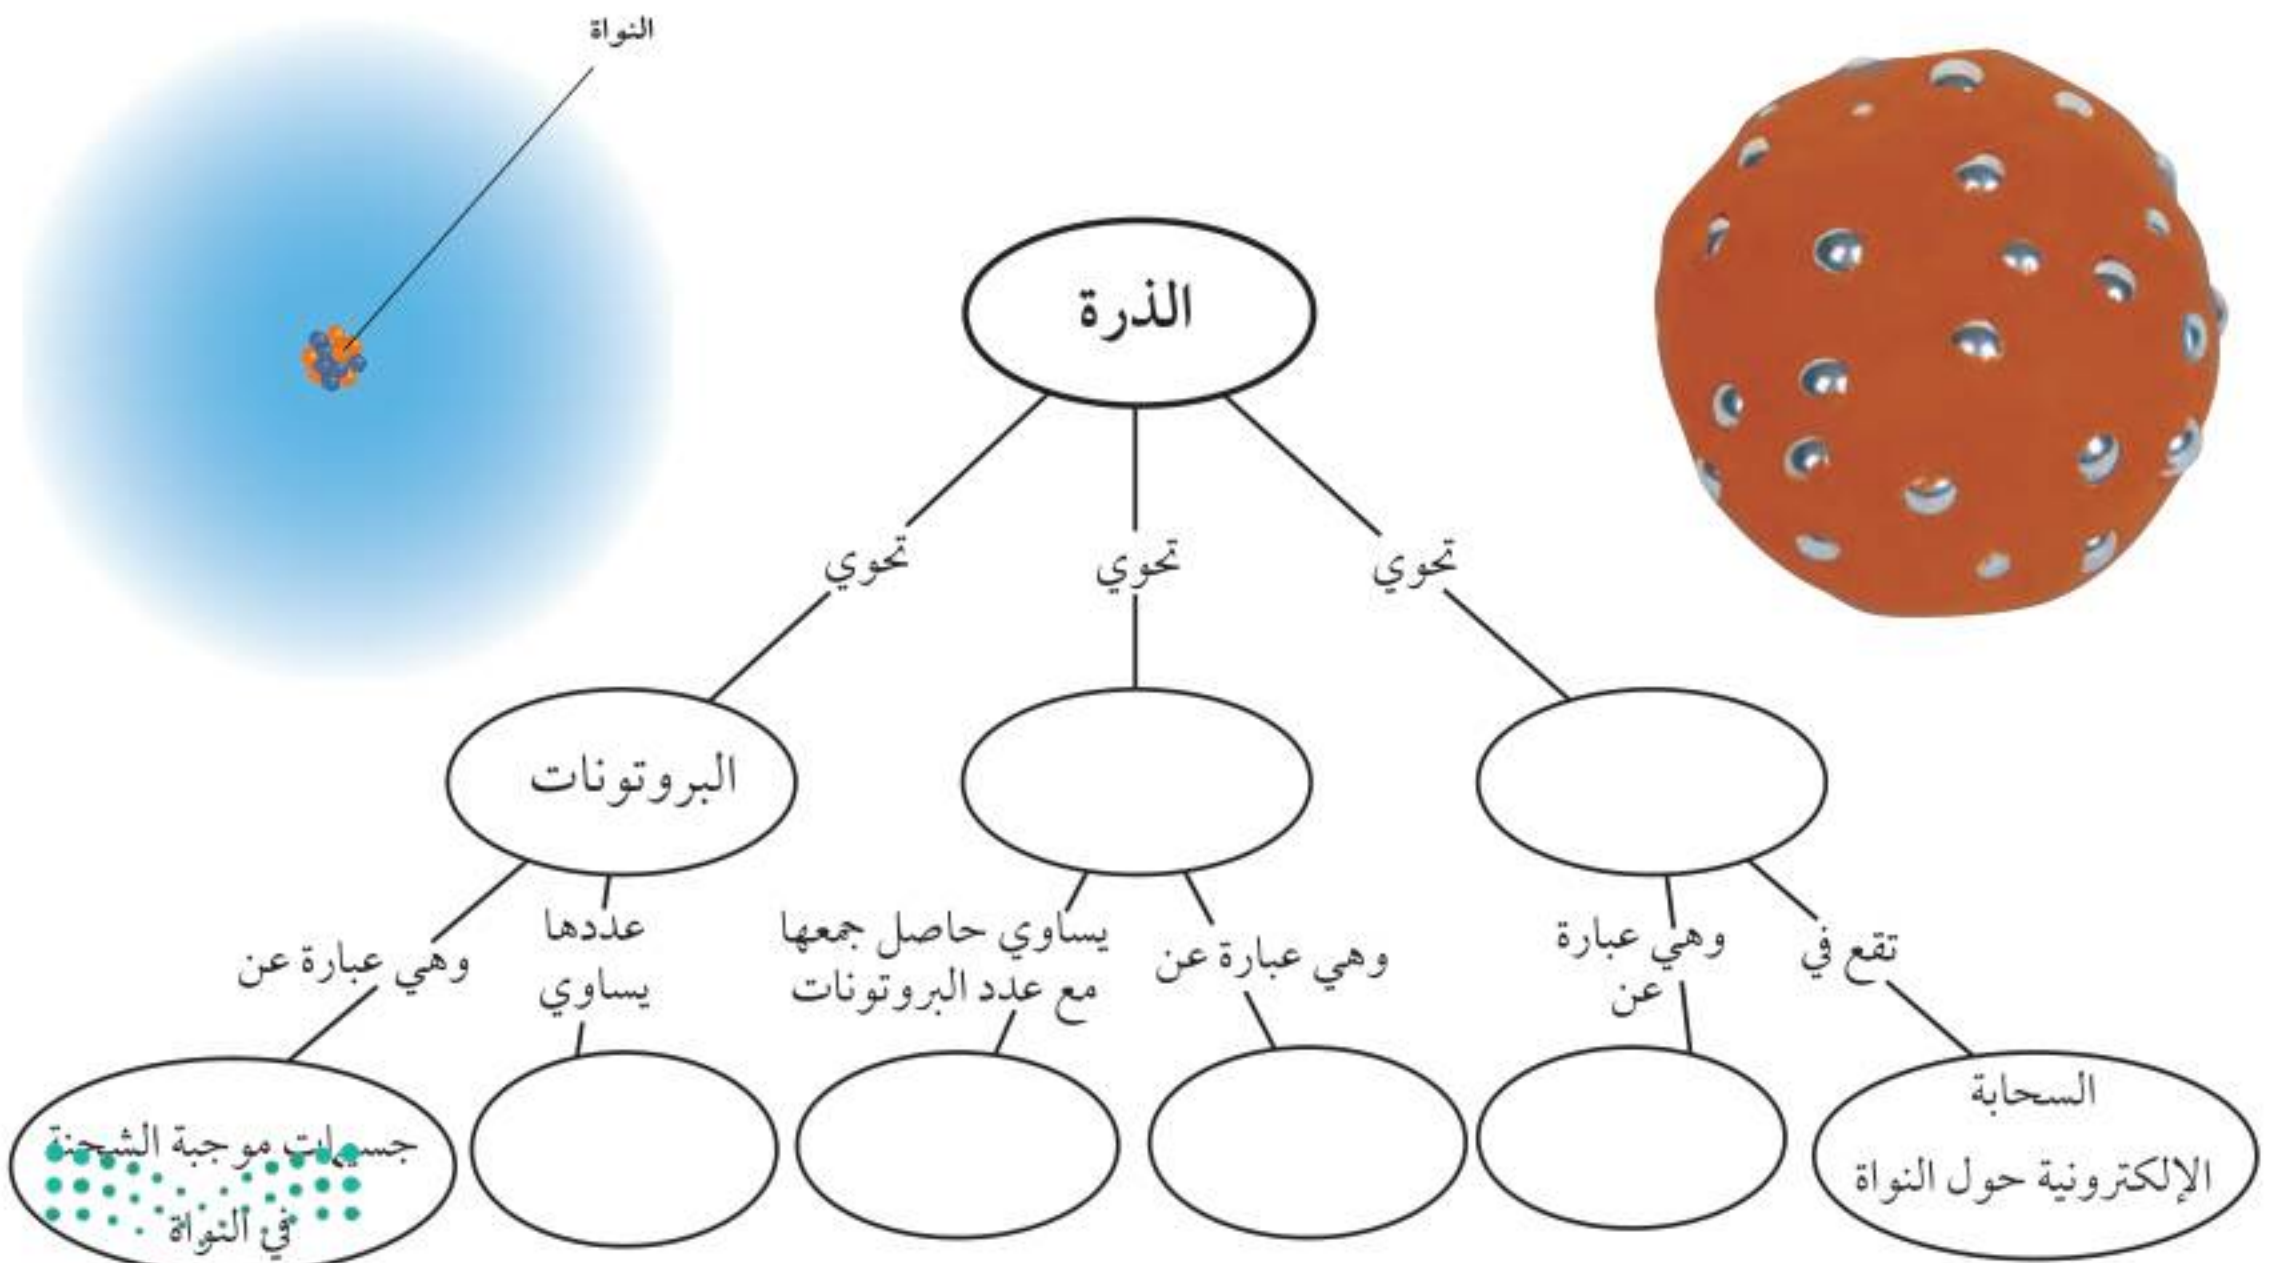 النواة
الذرة
تحوي
تحوي
تحوي
البروتونات
تقع في
وهي عبارة
عن
وهي عبارة عن
يساوي حاصل جمعها
مع عدد البروتونات
عددها
يساوي
وهي عبارة عن
السحابة
الإلكترونية حول النواة
جسيمات موجبة الشحنة
في النواة